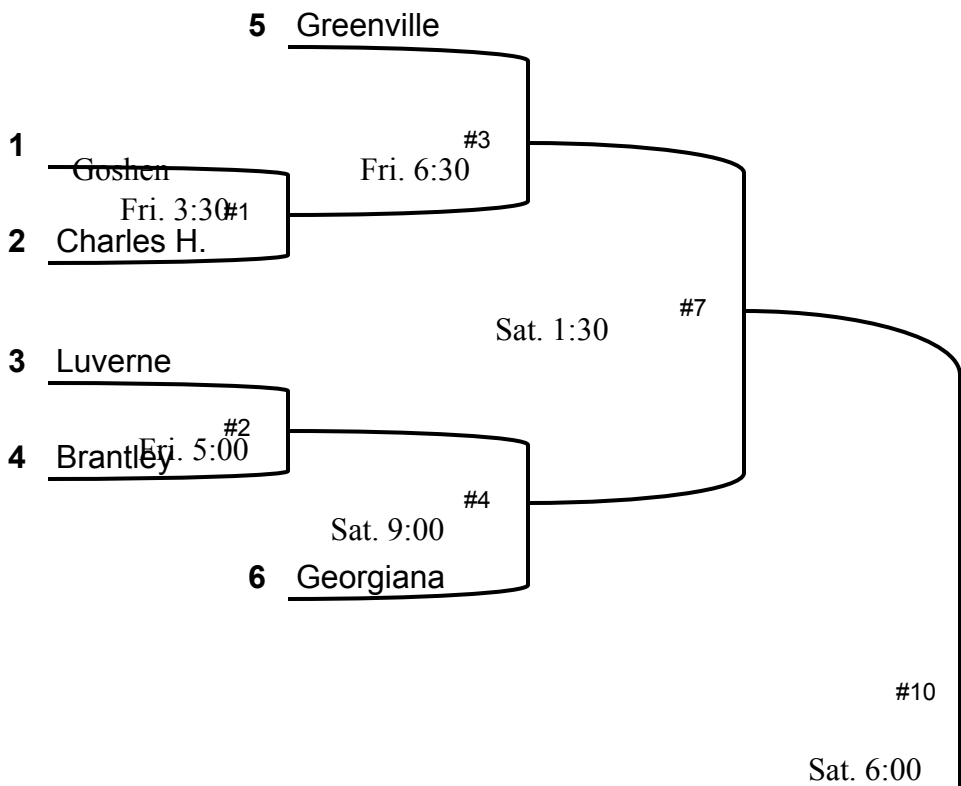 5 Greenville
1
#3
Goshen
Fri. 6:30
Fri. 3:30
#1
2 Charles H.
#7
Sat. 1:30
3 Luverne
#2
Fri. 5:00
4 Brantley
#4
Sat. 9:00
6 Georgiana
#10
Sat. 6:00